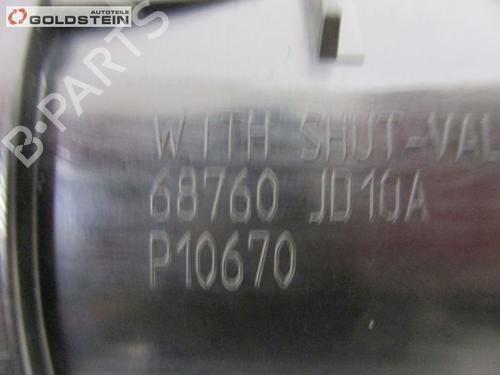 AUTOTEILE
GOLDSTEIN
B-PARTS
WITH SHUT-VAL
68760 JD10A
P10670